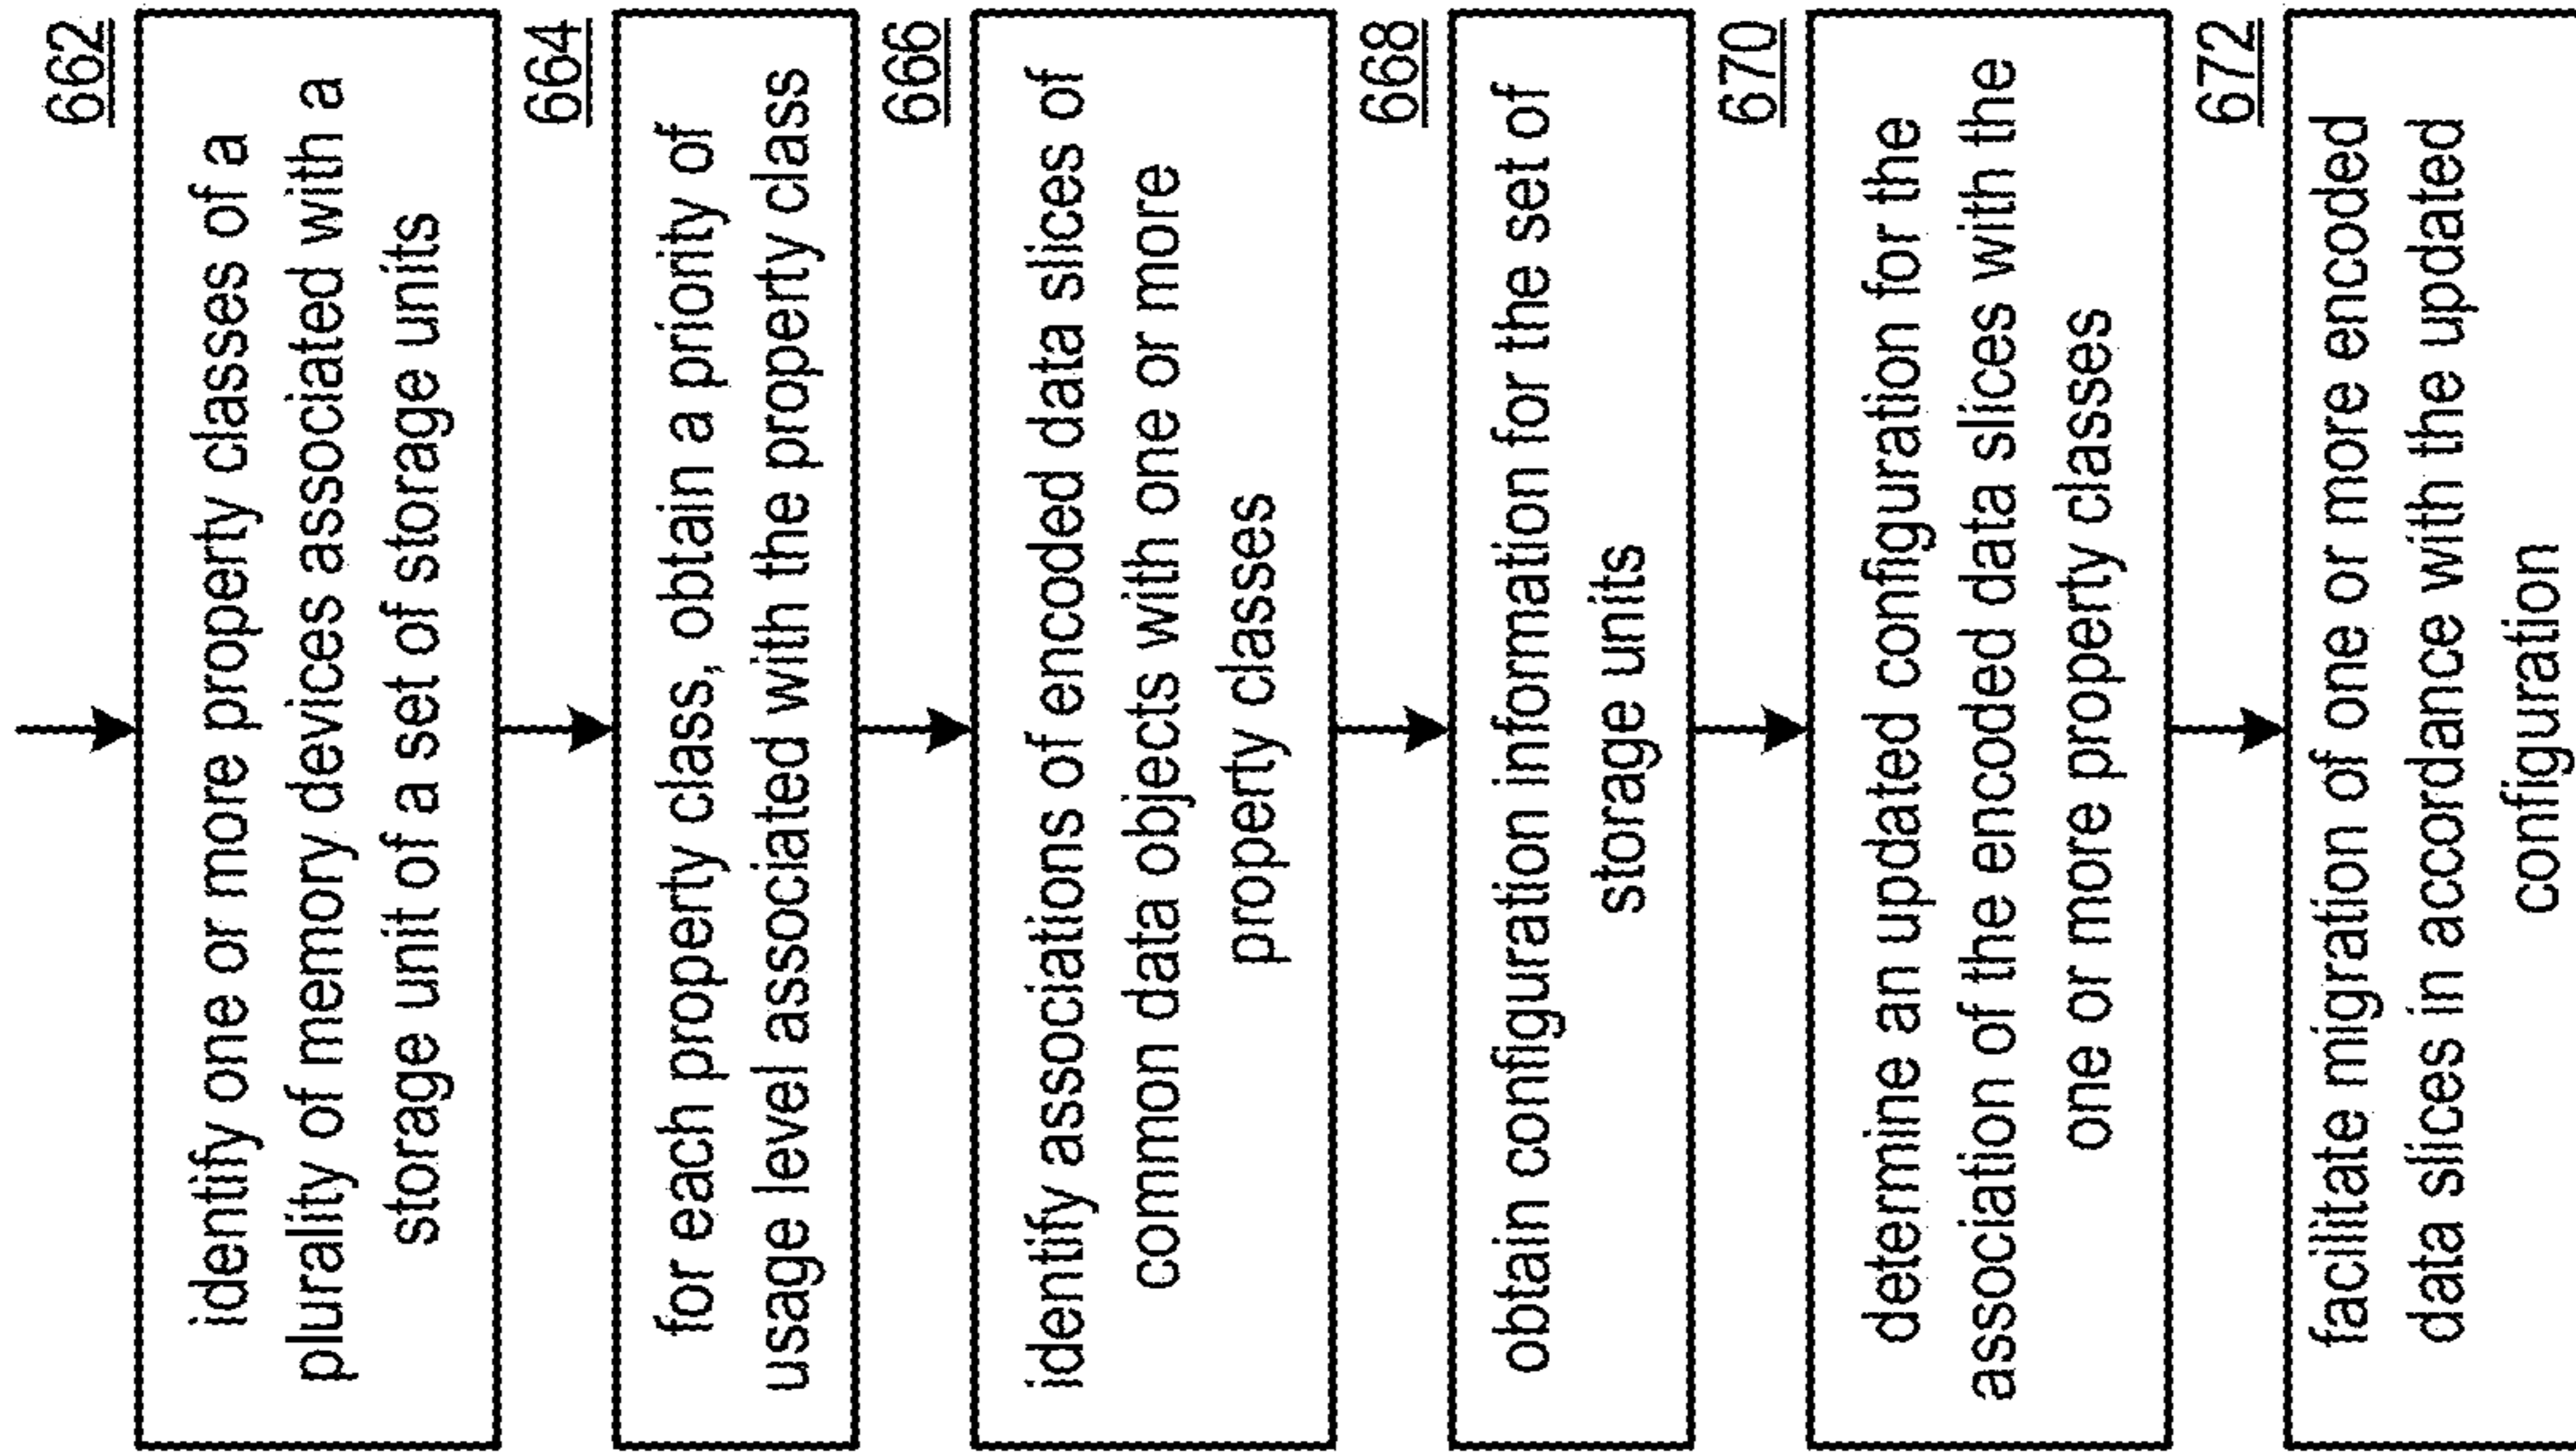 662
identify one or more property classes of a
plurality of memory devices associated with a
storage unit of a set of storage units
664
for each property class, obtain a priority of
usage level associated with the property class
666
identify associations of encoded data slices of
common data objects with one or more
property classes
668
obtain configuration information for the set of
storage units
670
determine an updated configuration for the
association of the encoded data slices with the
one or more property classes
672
facilitate migration of one or more encoded
data slices in accordance with the updated
configuration